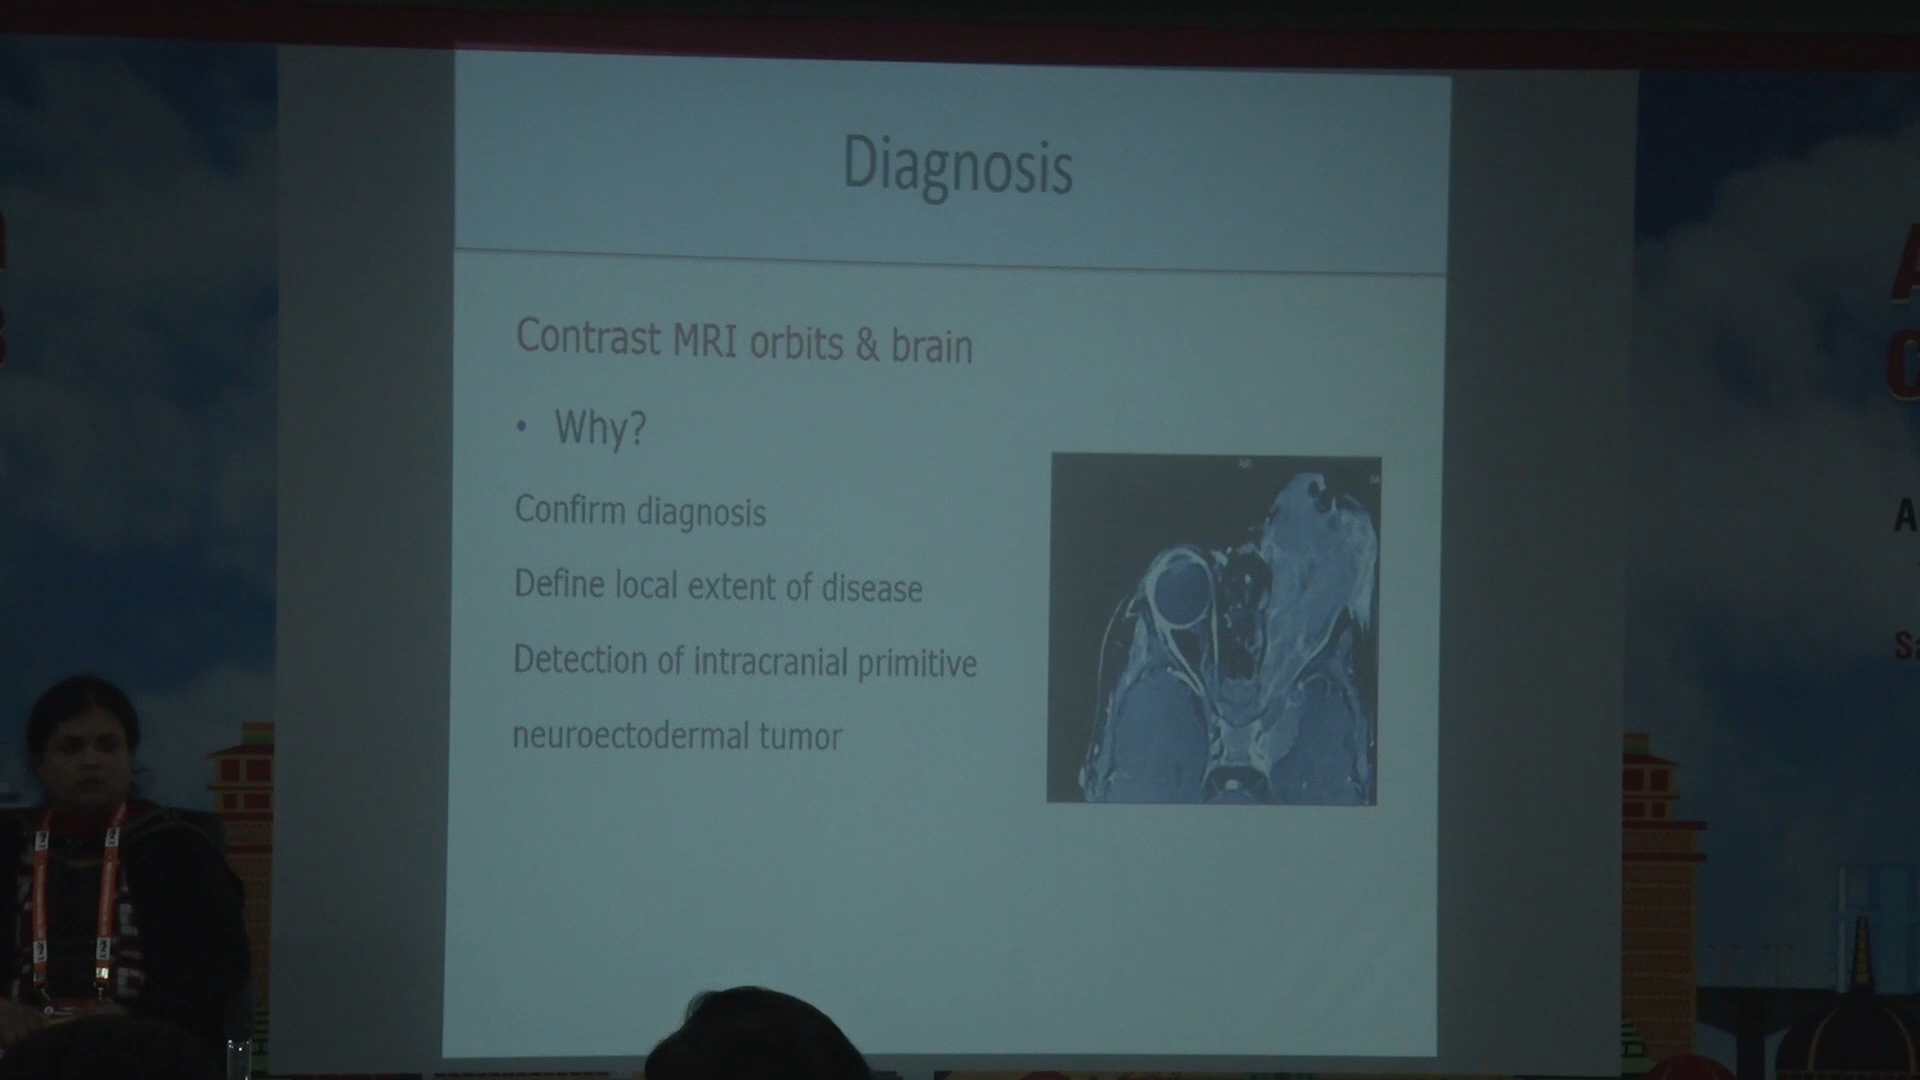 Diagnosis
Contrast MRI orbits & brain
• Why?
Confirm diagnosis
Define local extent of disease
Detection of intracranial primitive
neuroectodermal tumor